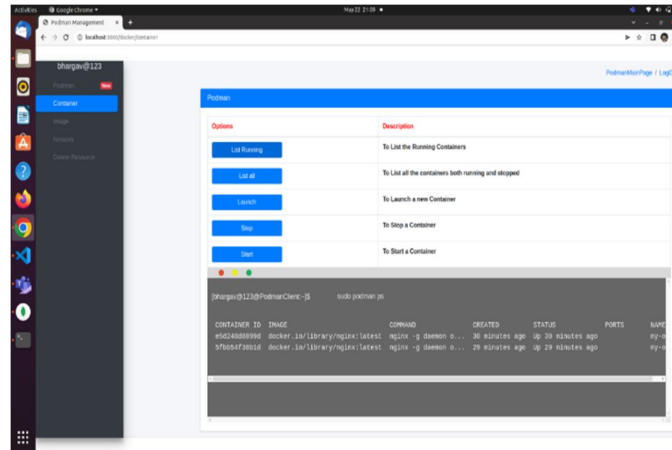 Activities Google Chrome May 22 21:09
Podman Management
localhost:3000/docker/container
bhargav@123
PodmanMainPage / LogO
Podman New
Container
Image
Network
Delete Resource
Podman
Options Description
List Running To List the Running Containers
List all To List all the containers both running and stopped
Launch To Launch a new Container
Stop To Stop a Container
Start To Start a Container
[bhargav@123@PodmanClient:~]$ sudo podman ps
CONTAINER ID IMAGE COMMAND CREATED STATUS PORTS NAME
docker.io/library/nginx:latest nginx -g daemon o... 30 minutes ago Up 30 minutes ago my-o
docker.io/library/nginx:latest nginx -g daemon o... 29 minutes ago Up 29 minutes ago my-o